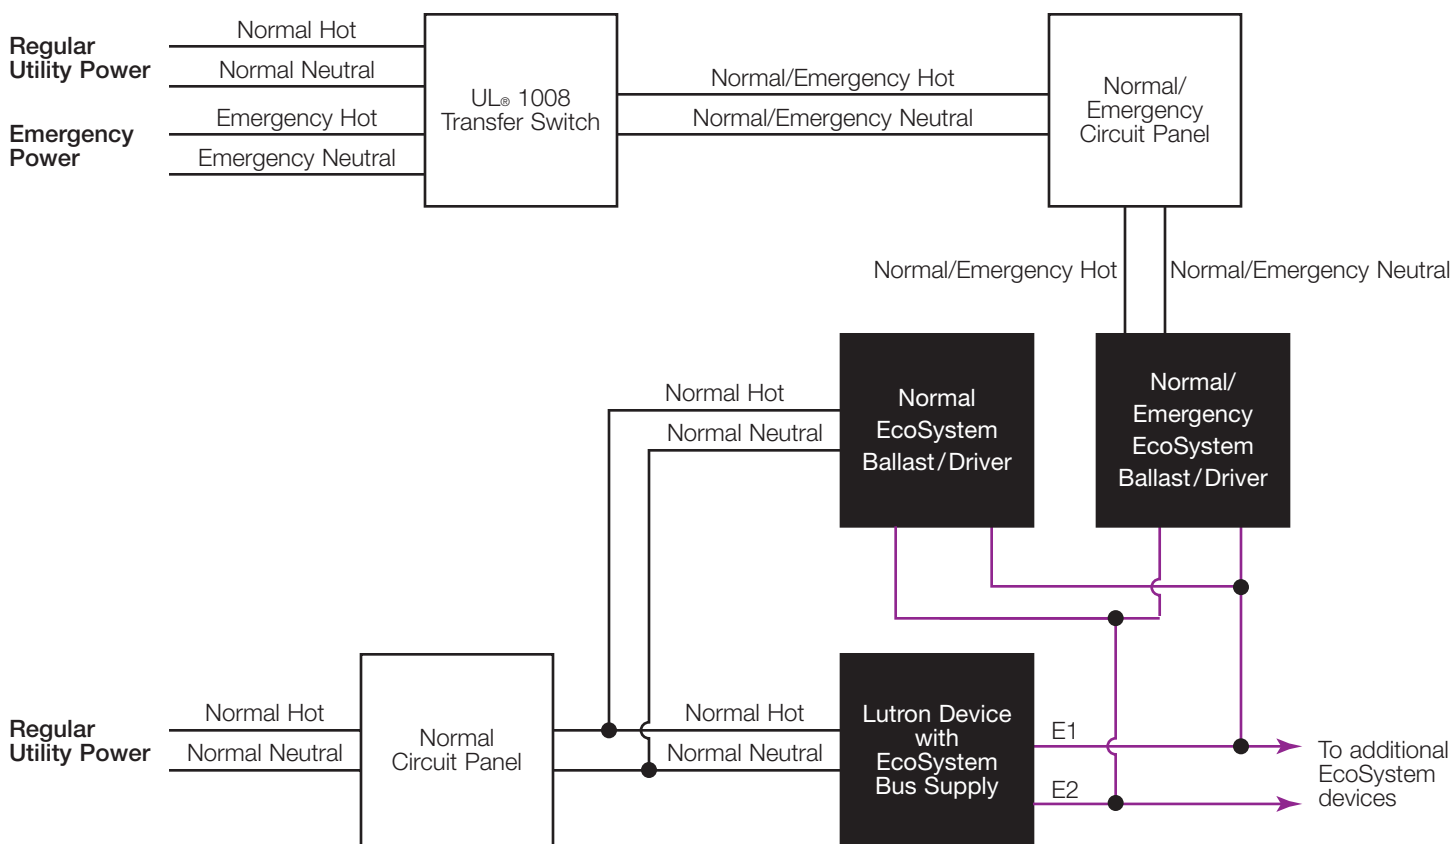 Regular
Utility Power
Normal Hot
Normal Neutral
Emergency
Power
Emergency Hot
Emergency Neutral
UL® 1008
Transfer Switch
Normal/Emergency Hot
Normal/Emergency Neutral
Normal/
Emergency
Circuit Panel
Normal/Emergency Hot
Normal/Emergency Neutral
Normal Hot
Normal Neutral
Normal
EcoSystem
Ballast/Driver
Normal/
Emergency
EcoSystem
Ballast/Driver
Regular
Utility Power
Normal Hot
Normal Neutral
Normal
Circuit Panel
Normal Hot
Normal Neutral
Lutron Device
with
EcoSystem
Bus Supply
E1
E2
To additional
EcoSystem
devices